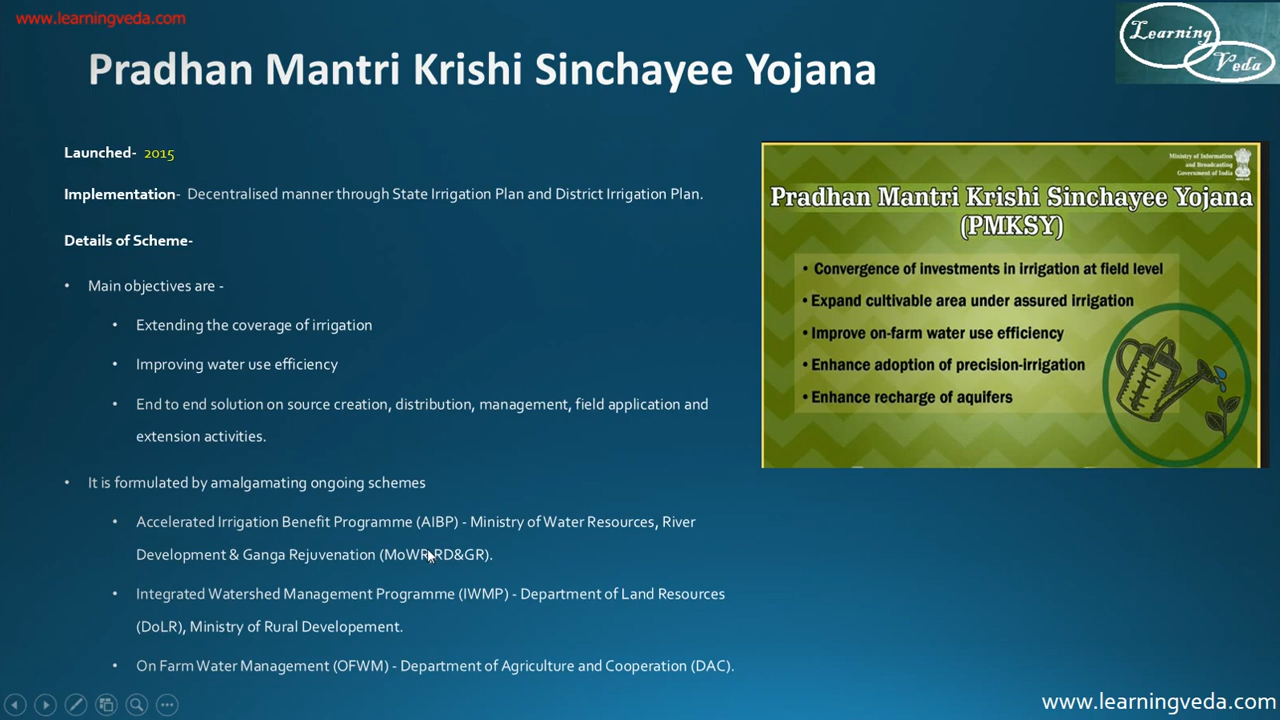 www.learningveda.com
Learning
Veda
Pradhan Mantri Krishi Sinchayee Yojana
Launched- 2015
Implementation- Decentralised manner through State Irrigation Plan and District Irrigation Plan.
Details of Scheme-
• Main objectives are -
• Extending the coverage of irrigation
• Improving water use efficiency
• End to end solution on source creation, distribution, management, field application and
extension activities.
• It is formulated by amalgamating ongoing schemes
• Accelerated Irrigation Benefit Programme (AIBP) - Ministry of Water Resources, River
Development & Ganga Rejuvenation (MoWR,RD&GR).
• Integrated Watershed Management Programme (IWMP) - Department of Land Resources
(DoLR), Ministry of Rural Developement.
• On Farm Water Management (OFWM) - Department of Agriculture and Cooperation (DAC).
Ministry of Information
and Broadcasting
Government of India
Pradhan Mantri Krishi Sinchayee Yojana
(PMKSY)
• Convergence of investments in irrigation at field level
• Expand cultivable area under assured irrigation
• Improve on-farm water use efficiency
• Enhance adoption of precision-irrigation
• Enhance recharge of aquifers
www.learningveda.com